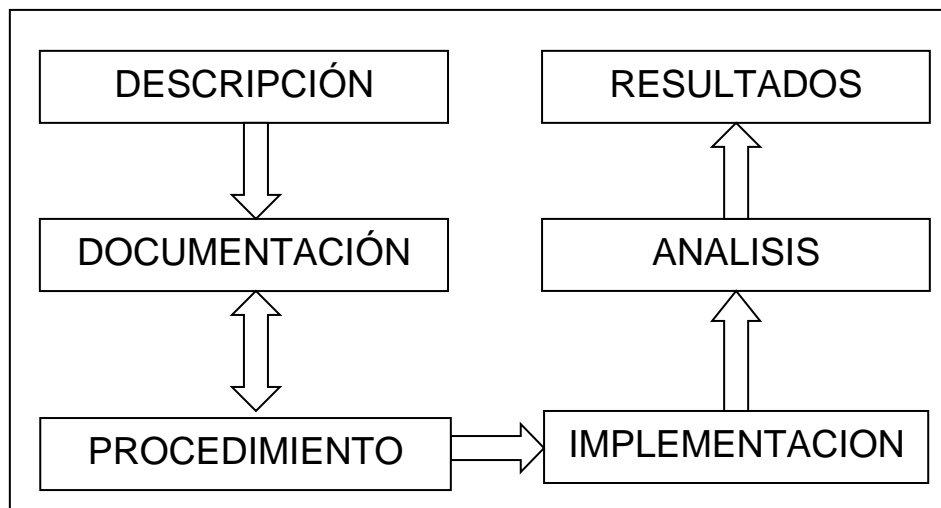 DESCRIPCIÓN
DOCUMENTACIÓN
PROCEDIMIENTO
IMPLEMENTACION
ANALISIS
RESULTADOS